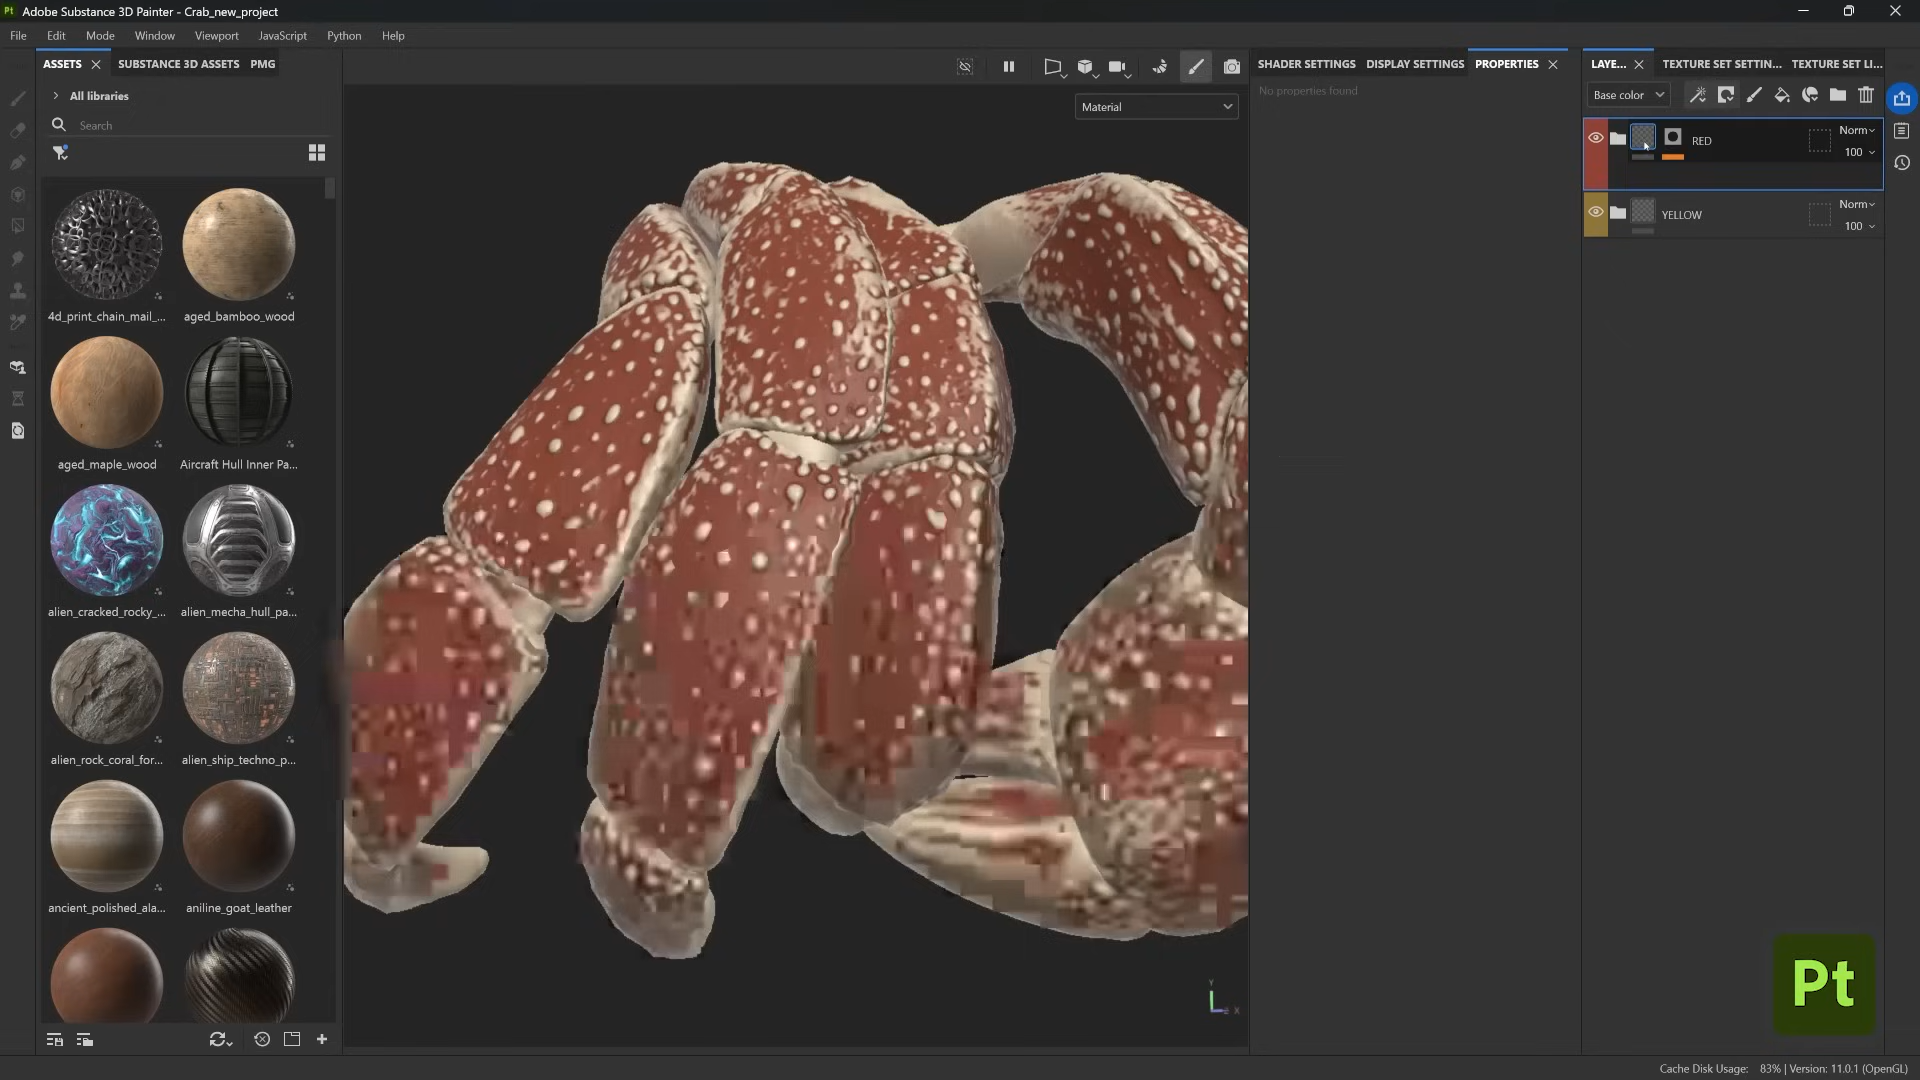 Pt Adobe Substance 3D Painter - Crab_new_project
File Edit Mode Window Viewport JavaScript Python Help
ASSETS SUBSTANCE 3D ASSETS PMG
SHADER SETTINGS DISPLAY SETTINGS PROPERTIES
LAYE... TEXTURE SET SETTIN... TEXTURE SET LI...
All libraries
Search
Material
No properties found
Base color
RED
Norm
100
YELLOW
Norm
100
4d_print_chain_mail_... aged_bamboo_wood
aged_maple_wood Aircraft Hull Inner Pa...
alien_cracked_rocky_... alien_mecha_hull_pa...
alien_rock_coral_for... alien_ship_techno_p...
ancient_polished_ala... aniline_goat_leather
Y
X
Pt
Cache Disk Usage: 83% | Version: 11.0.1 (OpenGL)